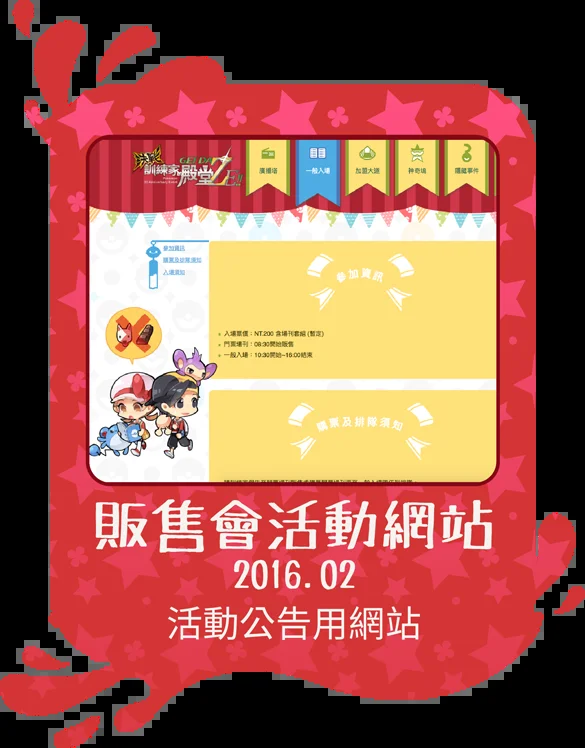 訓練家殿堂
GEI DA
廣播塔
一般入場
加油大師
神奇塢
隱藏事件
參加資訊
購票及排隊須知
入場須知
參加資訊
入場票價:NT.200 含場刊套組 (暫定)
門票場刊:08:30開始販售
一般入場:10:30開始~16:00結束
購票及排隊須知
販售會活動網站
2016.02
活動公告用網站